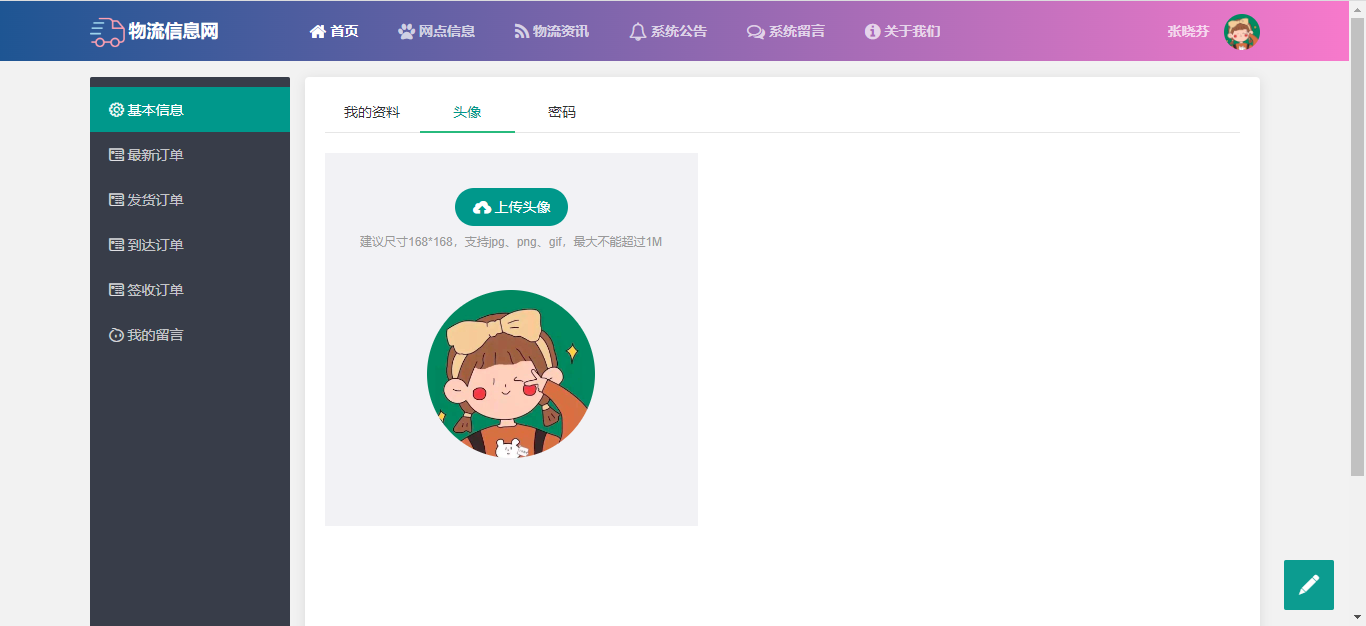 物流信息网 首页 网点信息 物流资讯 系统公告 系统留言 关于我们 张晓芬
基本信息
最新订单
发货订单
到达订单
签收订单
我的留言
我的资料 头像 密码
上传头像
建议尺寸168*168，支持jpg、png、gif，最大不能超过1M